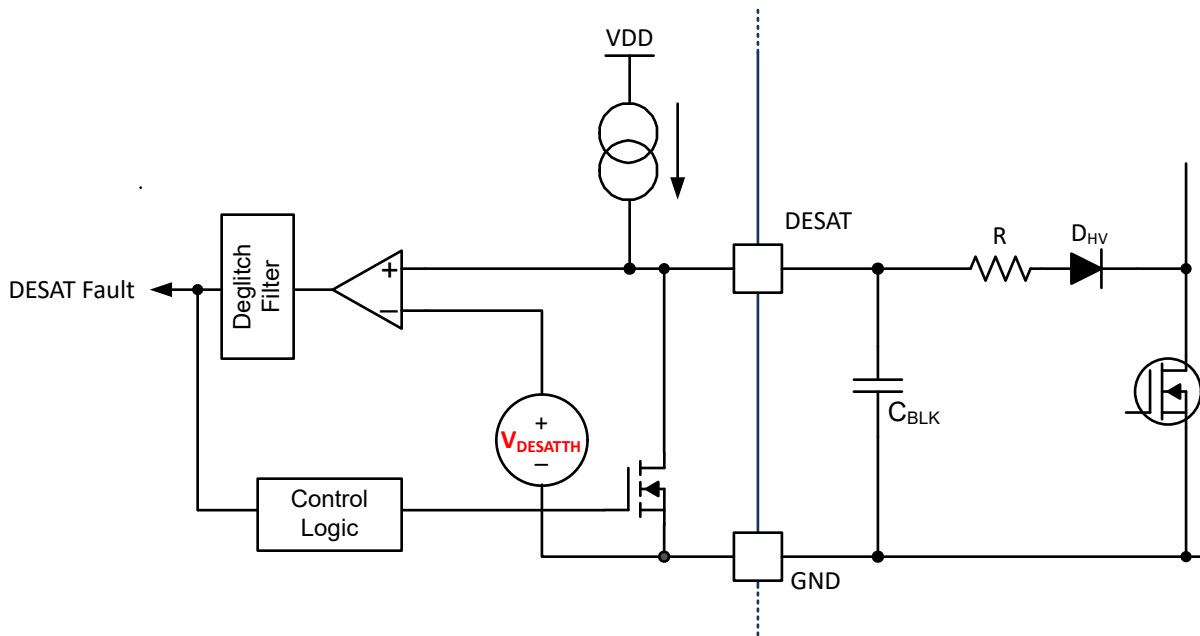 VDD
DESAT
R
DHV
DESAT Fault
Deglitch
Filter
+
−
+
VDESATTH
−
CBLK
Control
Logic
GND